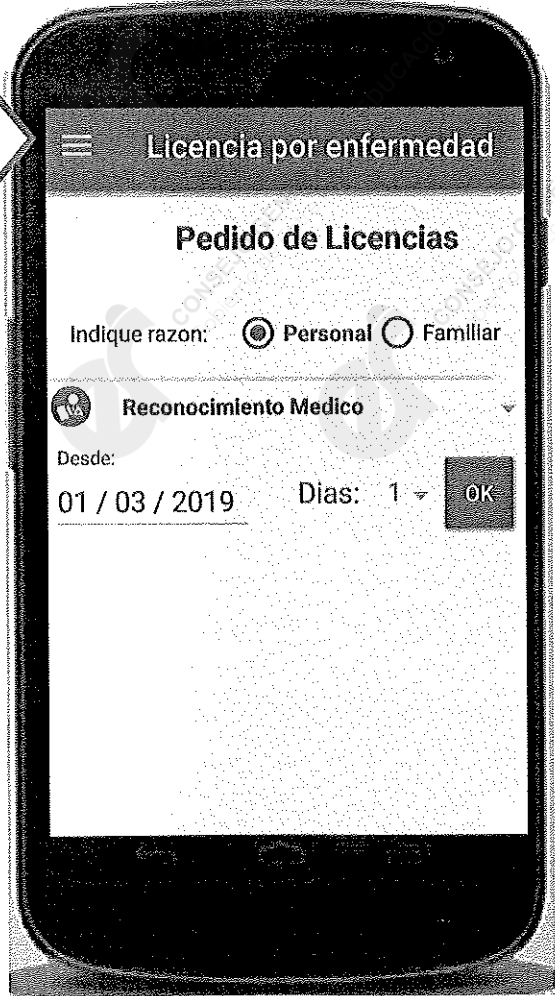 Licencia por enfermedad
Pedido de Licencias
Indique razon: Personal Familiar
Reconocimiento Medico
Desde:
01 / 03 / 2019 Dias: 1 OK